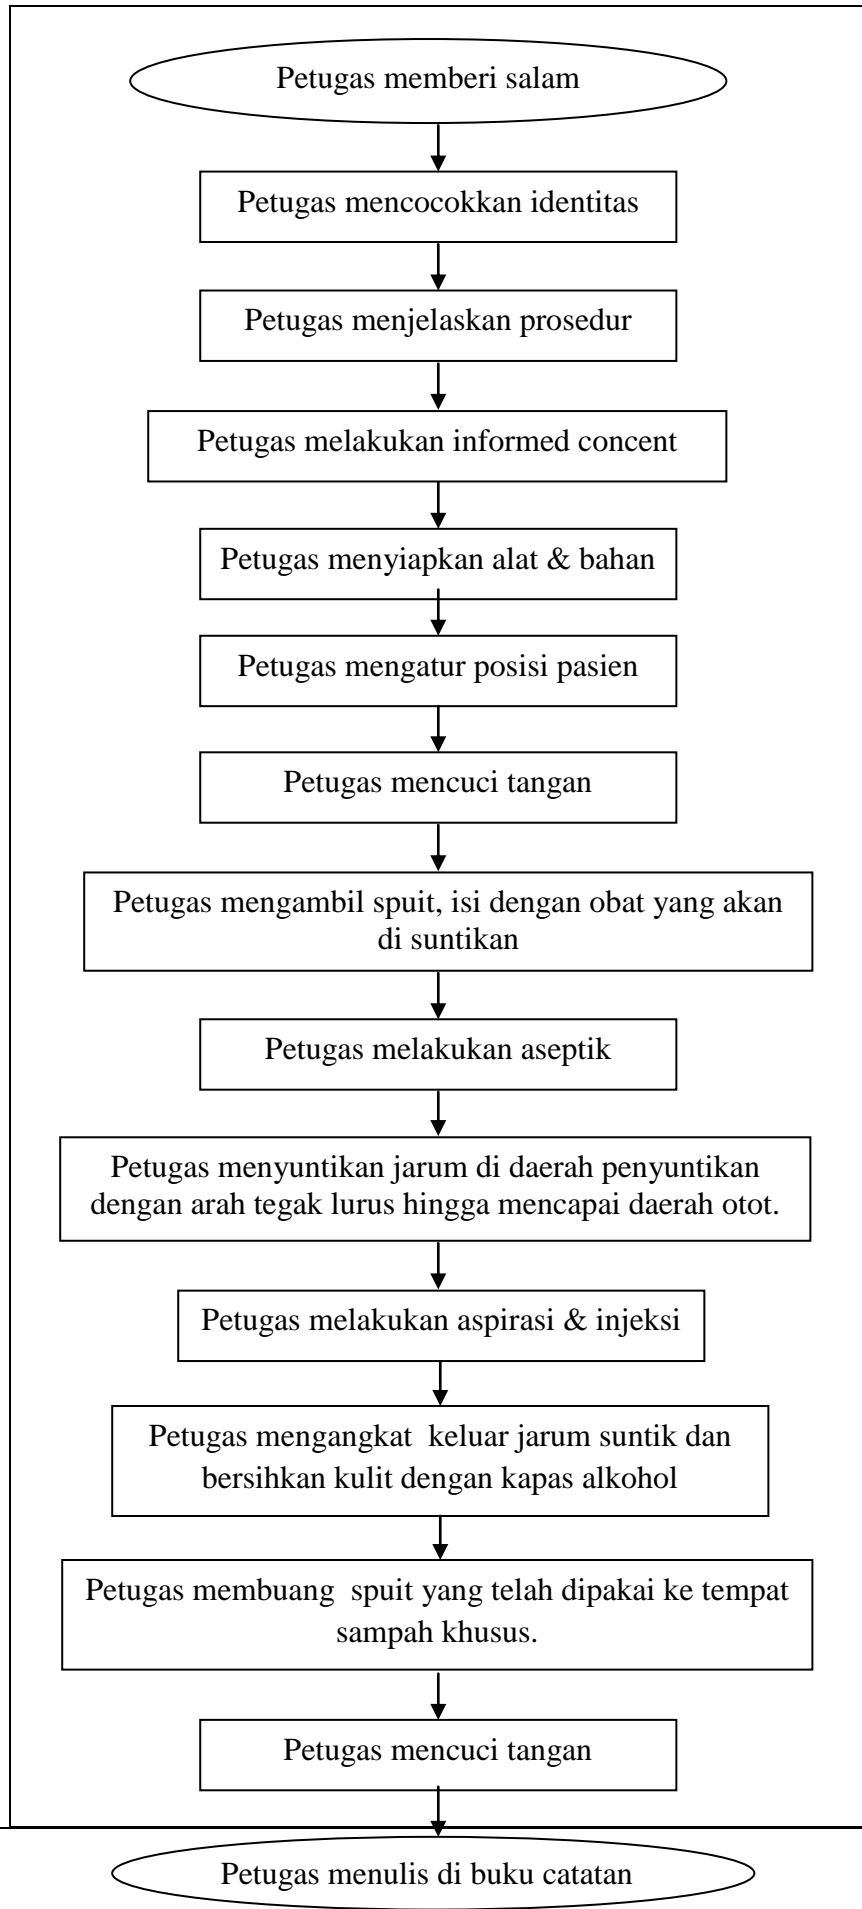 Petugas memberi salam
Petugas mencocokkan identitas
Petugas menjelaskan prosedur
Petugas melakukan informed concent
Petugas menyiapkan alat & bahan
Petugas mengatur posisi pasien
Petugas mencuci tangan
Petugas mengambil spuit, isi dengan obat yang akan
di suntikan
Petugas melakukan aseptik
Petugas menyuntikan jarum di daerah penyuntikan
dengan arah tegak lurus hingga mencapai daerah otot.
Petugas melakukan aspirasi & injeksi
Petugas mengangkat  keluar jarum suntik dan
bersihkan kulit dengan kapas alkohol
Petugas membuang  spuit yang telah dipakai ke tempat
sampah khusus.
Petugas mencuci tangan
Petugas menulis di buku catatan